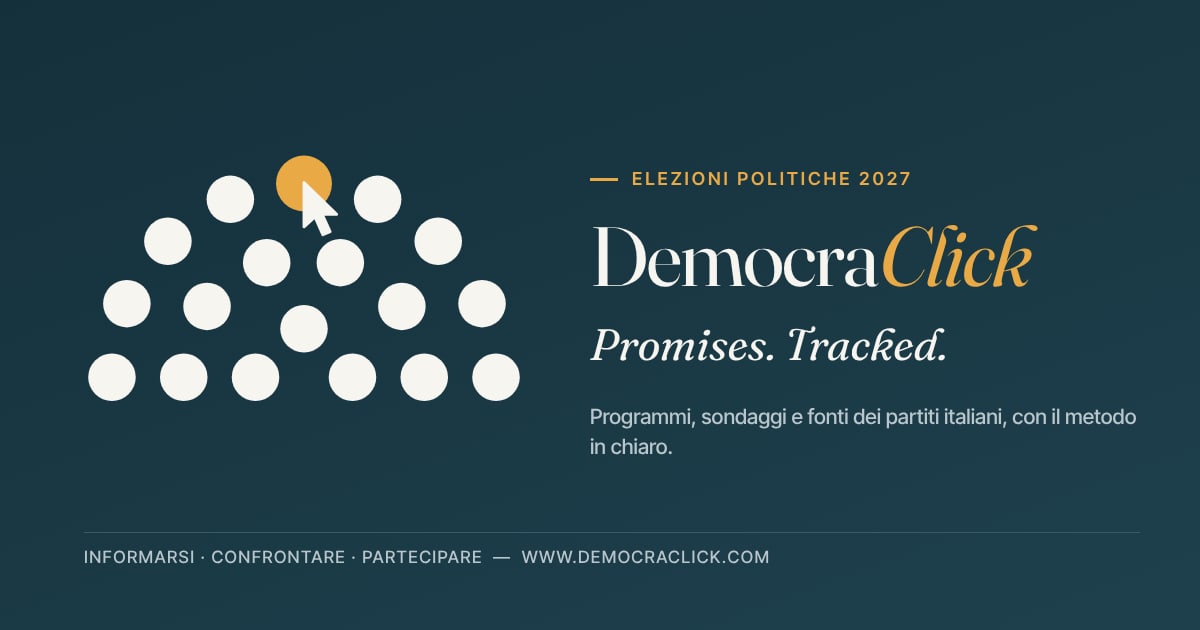 ELEZIONI POLITICHE 2027
DemocraClick
Promises. Tracked.
Programmi, sondaggi e fonti dei partiti italiani, con il metodo
in chiaro.
INFORMARSI · CONFRONTARE · PARTECIPARE — WWW.DEMOCRACLICK.COM